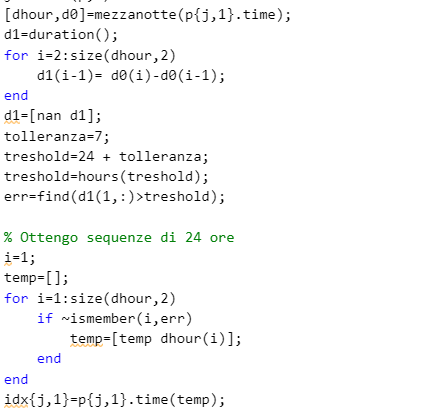 [dhour,d0]=mezzanotte(p{j,1}.time);
d1=duration();
for i=2:size(dhour,2)
d1(i-1)= d0(i)-d0(i-1);
end
d1=[nan d1];
tolleranza=7;
treshold=24 + tolleranza;
treshold=hours(treshold);
err=find(d1(1,:)>treshold);
% Ottengo sequenze di 24 ore
i=1;
temp=[];
for i=1:size(dhour,2)
if ~ismember(i,err)
temp=[temp dhour(i)];
end
end
idx{j,1}=p{j,1}.time(temp);